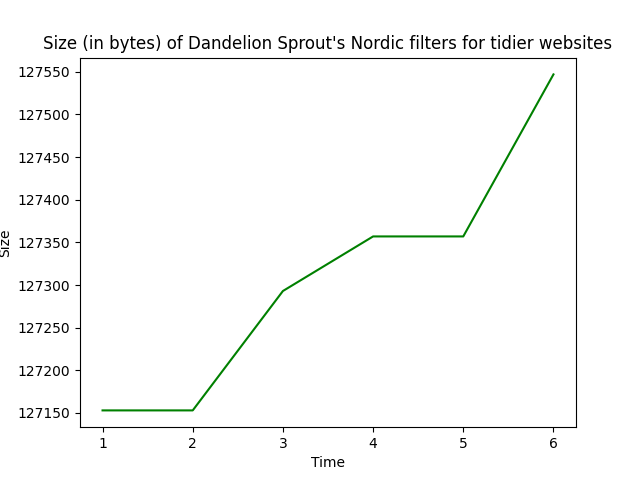 Size (in bytes) of Dandelion Sprout's Nordic filters for tidier websites
127550
127500
127450
127400
127350
127300
127250
127200
127150
Size
1 2 3 4 5 6
Time